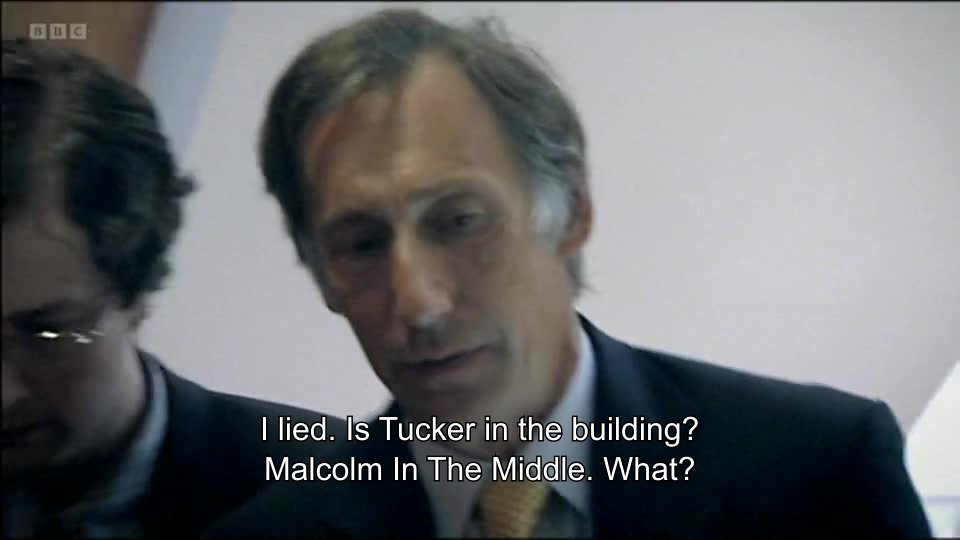 BBC
I lied. Is Tucker in the building?
Malcolm In The Middle. What?